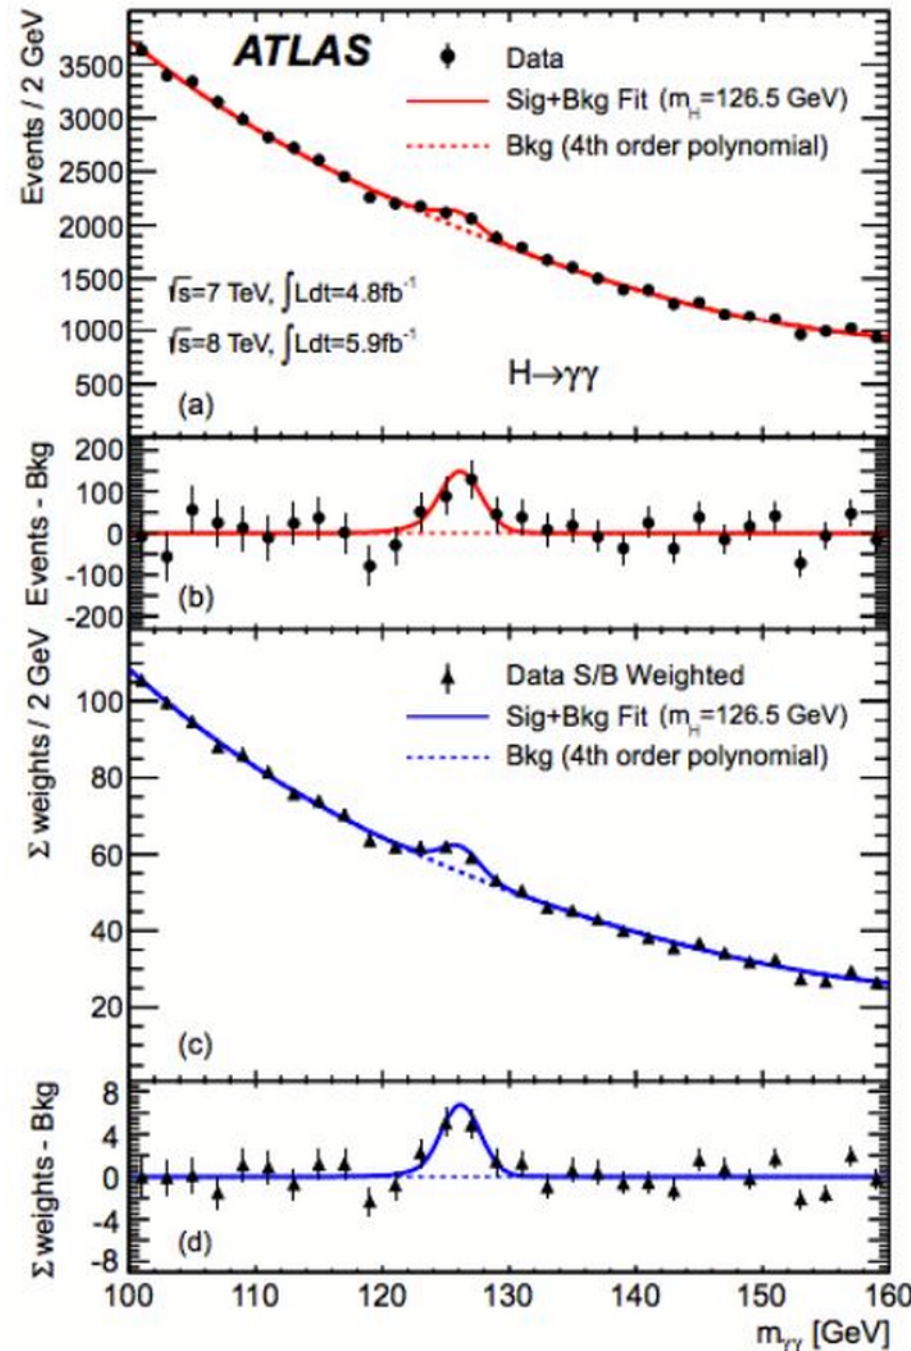 ATLAS
Data
Sig+Bkg Fit (m_H=126.5 GeV)
Bkg (4th order polynomial)
Events / 2 GeV
3500
3000
2500
2000
1500
1000
500
√s=7 TeV, ∫Ldt=4.8fb⁻¹
√s=8 TeV, ∫Ldt=5.9fb⁻¹
H→γγ
(a)
Events - Bkg
200
100
0
-100
-200
(b)
Σ weights / 2 GeV
100
80
60
40
20
Data S/B Weighted
Sig+Bkg Fit (m_H=126.5 GeV)
Bkg (4th order polynomial)
(c)
Σ weights - Bkg
8
4
0
-4
-8
(d)
100 110 120 130 140 150 160
m_γγ [GeV]